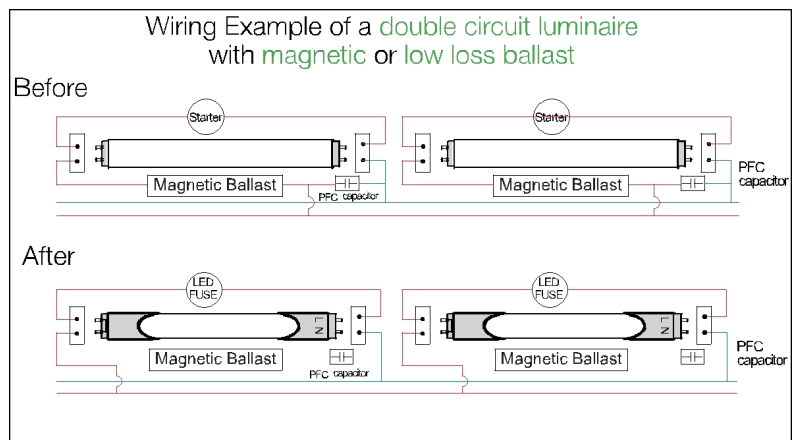 Wiring Example of a double circuit luminaire
with magnetic or low loss ballast
Before
Starter
Starter
Magnetic Ballast
PFC capacitor
Magnetic Ballast
PFC
capacitor
After
LED
FUSE
LED
FUSE
L N
L N
Magnetic Ballast
PFC capacitor
Magnetic Ballast
PFC
capacitor